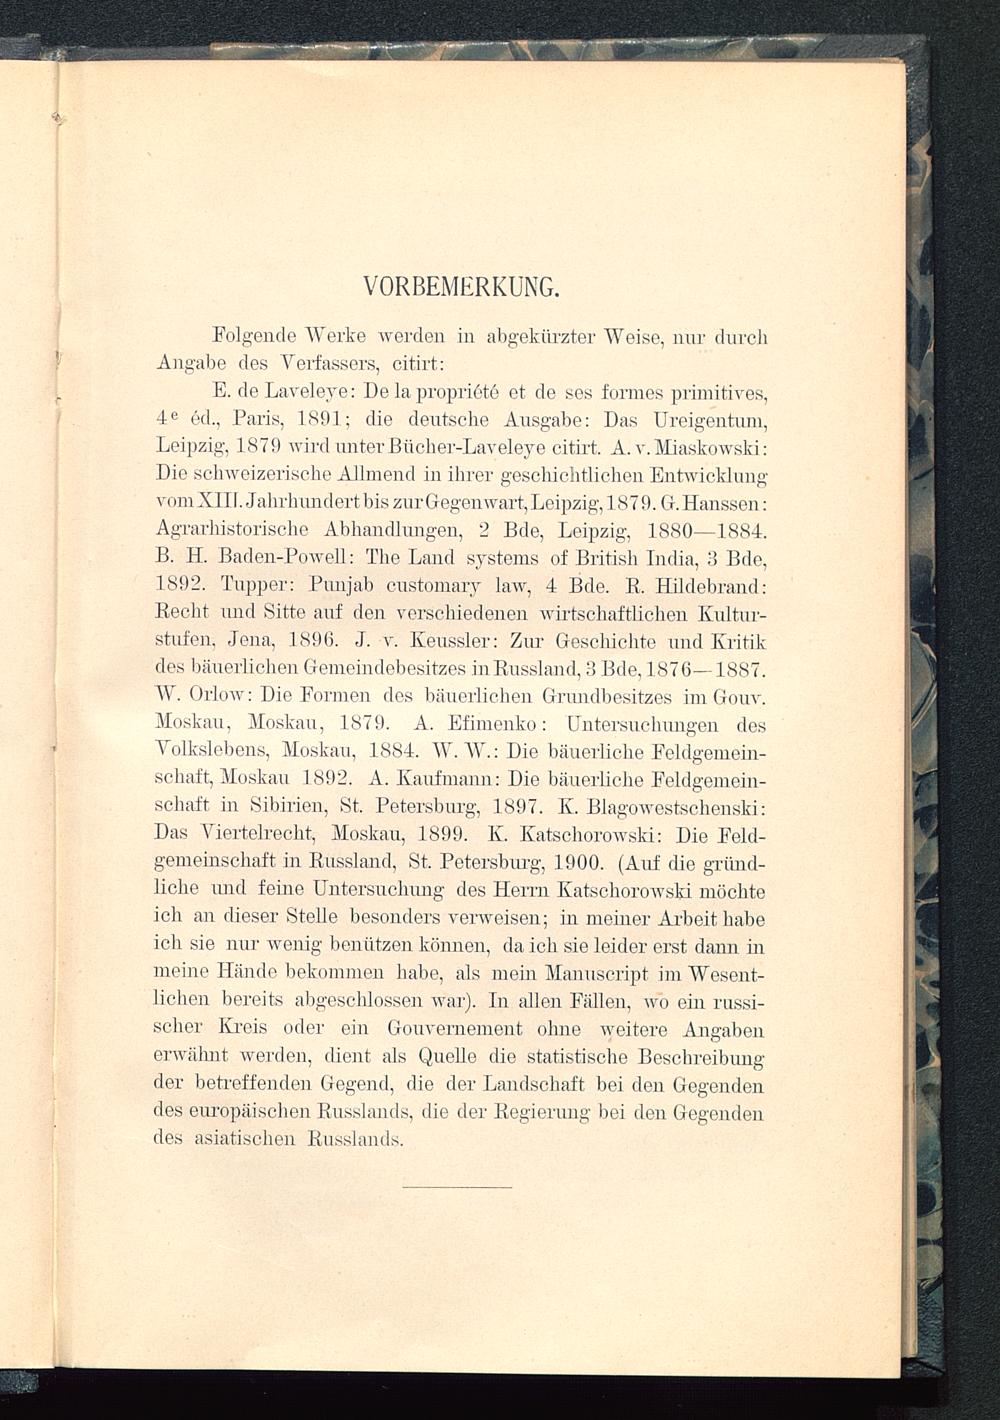 VORBEMERKUNG.
Folgende Werke werden in abgekürzter Weise, nur durch
Angabe des Verfassers, citirt:
E. de Laveleye: De la propriété et de ses formes primitives,
4e éd., Paris, 1891; die deutsche Ausgabe: Das Ureigentum,
Leipzig, 1879 wird unter Bücher-Laveleye citirt. A. v. Miaskowski:
Die schweizerische Allmend in ihrer geschichtlichen Entwicklung
vom XIII. Jahrhundert bis zur Gegenwart, Leipzig, 1879. G. Hanssen:
Agrarhistorische Abhandlungen, 2 Bde, Leipzig, 1880—1884.
B. H. Baden-Powell: The Land systems of British India, 3 Bde,
1892. Tupper: Punjab customary law, 4 Bde. R. Hildebrand:
Recht und Sitte auf den verschiedenen wirtschaftlichen Kultur-
stufen, Jena, 1896. J. v. Keussler: Zur Geschichte und Kritik
des bäuerlichen Gemeindebesitzes in Russland, 3 Bde, 1876—1887.
W. Orlow: Die Formen des bäuerlichen Grundbesitzes im Gouv.
Moskau, Moskau, 1879. A. Efimenko: Untersuchungen des
Volkslebens, Moskau, 1884. W. W.: Die bäuerliche Feldgemein-
schaft, Moskau 1892. A. Kaufmann: Die bäuerliche Feldgemein-
schaft in Sibirien, St. Petersburg, 1897. K. Blagowestschenski:
Das Viertelrecht, Moskau, 1899. K. Katschorowski: Die Feld-
gemeinschaft in Russland, St. Petersburg, 1900. (Auf die gründ-
liche und feine Untersuchung des Herrn Katschorowski möchte
ich an dieser Stelle besonders verweisen; in meiner Arbeit habe
ich sie nur wenig benützen können, da ich sie leider erst dann in
meine Hände bekommen habe, als mein Manuscript im Wesent-
lichen bereits abgeschlossen war). In allen Fällen, wo ein russi-
scher Kreis oder ein Gouvernement ohne weitere Angaben
erwähnt werden, dient als Quelle die statistische Beschreibung
der betreffenden Gegend, die der Landschaft bei den Gegenden
des europäischen Russlands, die der Regierung bei den Gegenden
des asiatischen Russlands.